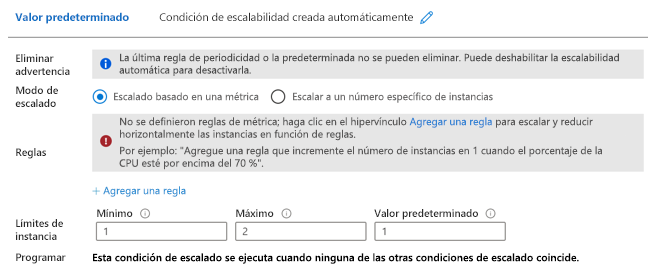 Valor predeterminado Condición de escalabilidad creada automáticamente
Eliminar advertencia
La última regla de periodicidad o la predeterminada no se pueden eliminar. Puede deshabilitar la escalabilidad
automática para desactivarla.
Modo de escalado
Escalado basado en una métrica Escalar a un número específico de instancias
Reglas
No se definieron reglas de métrica; haga clic en el hipervínculo Agregar una regla para escalar y reducir
horizontalmente las instancias en función de reglas.
Por ejemplo: "Agregue una regla que incremente el número de instancias en 1 cuando el porcentaje de la
CPU esté por encima del 70 %".
+ Agregar una regla
Límites de instancia
Mínimo Máximo Valor predeterminado
1 2 1
Programar Esta condición de escalado se ejecuta cuando ninguna de las otras condiciones de escalado coincide.